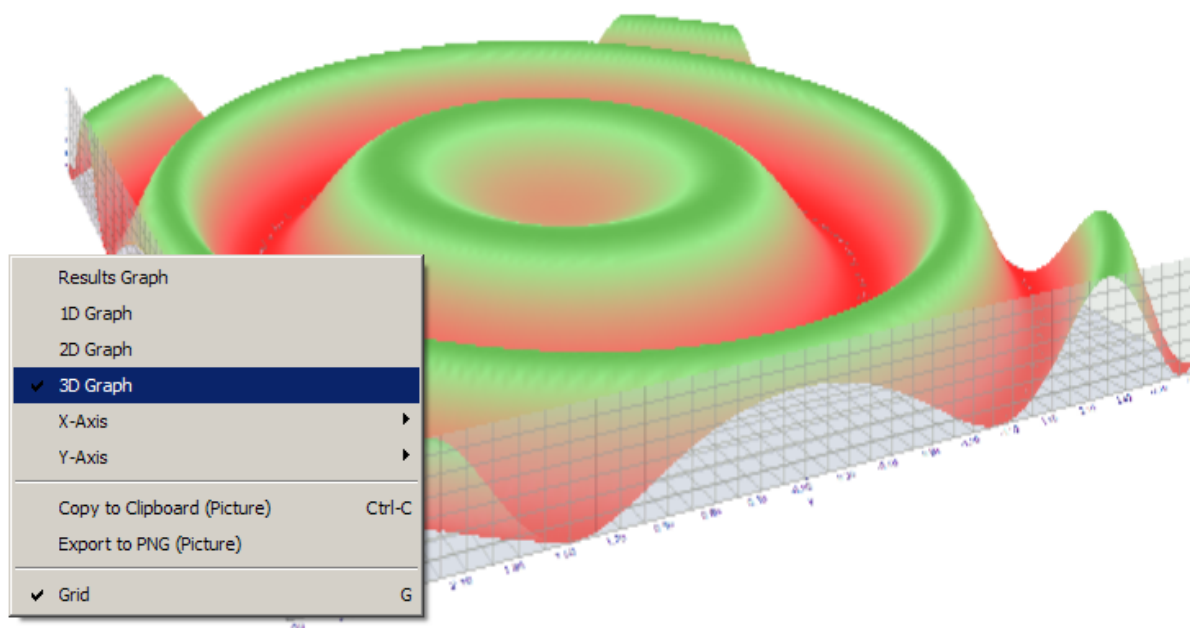 Results Graph
1D Graph
2D Graph
3D Graph
X-Axis
Y-Axis
Copy to Clipboard (Picture) Ctrl-C
Export to PNG (Picture)
Grid G